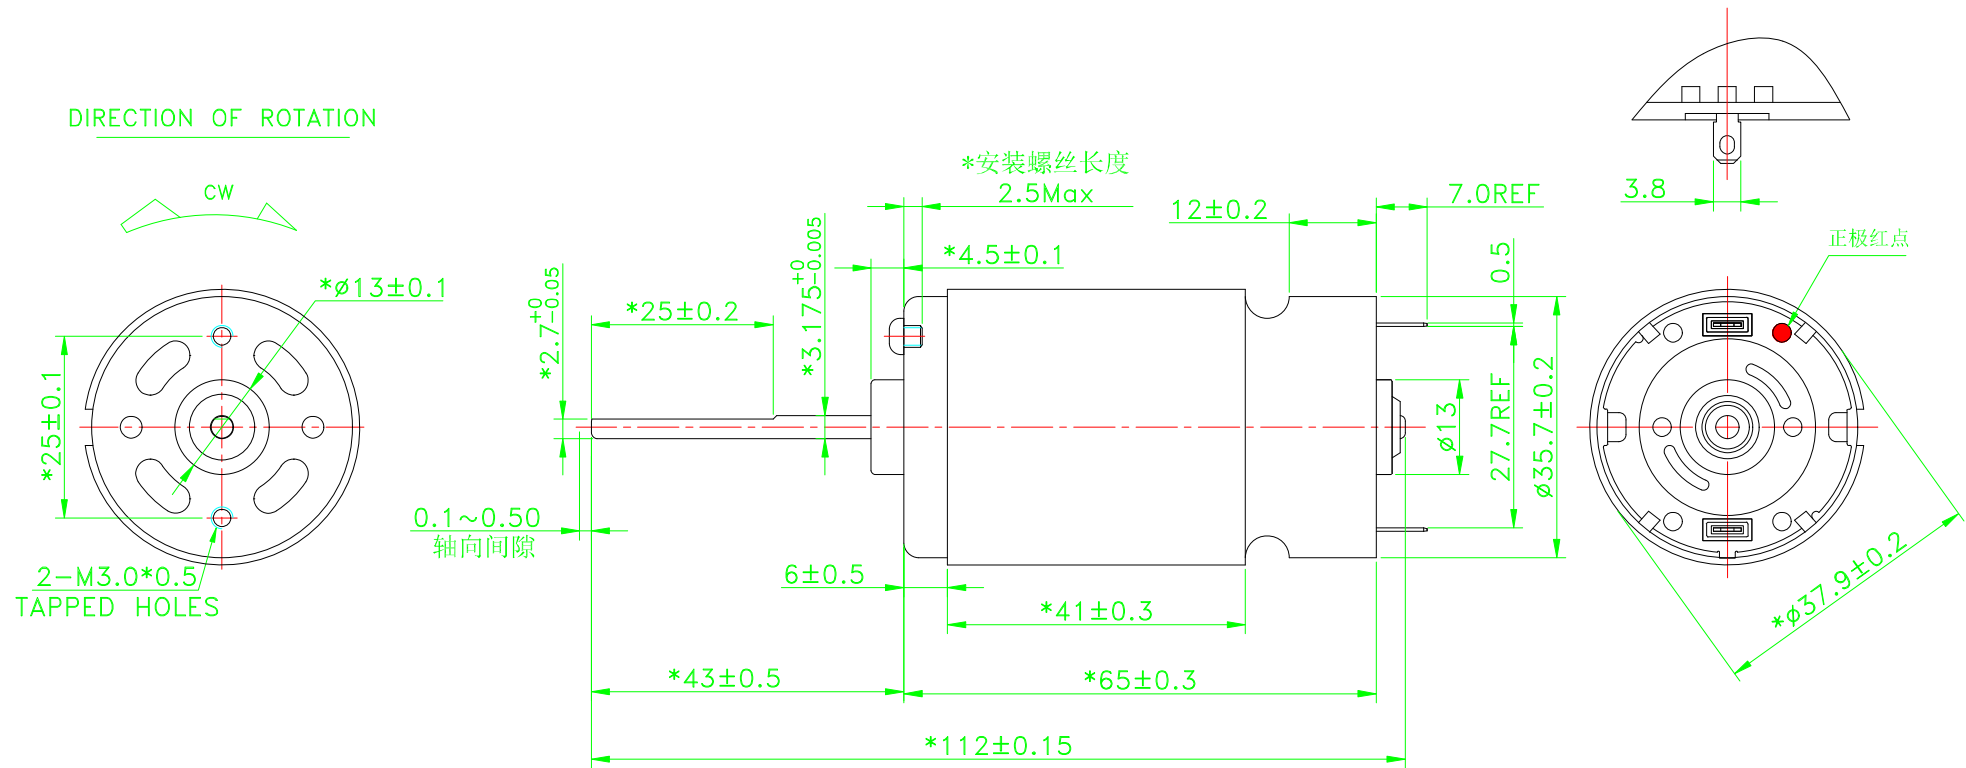 DIRECTION OF ROTATION
CW
*ø13±0.1
*25±0.1
2-M3.0*0.5
TAPPED HOLES
*安装螺丝长度
2.5Max
*4.5±0.1
*3.175+0-0.005
*2.7+0-0.05
*25±0.2
0.1~0.50
轴向间隙
6±0.5
*41±0.3
*43±0.5
*65±0.3
*112±0.15
12±0.2
7.0REF
0.5
27.7REF
ø13
ø35.7±0.2
3.8
正极红点
*ø37.9±0.2